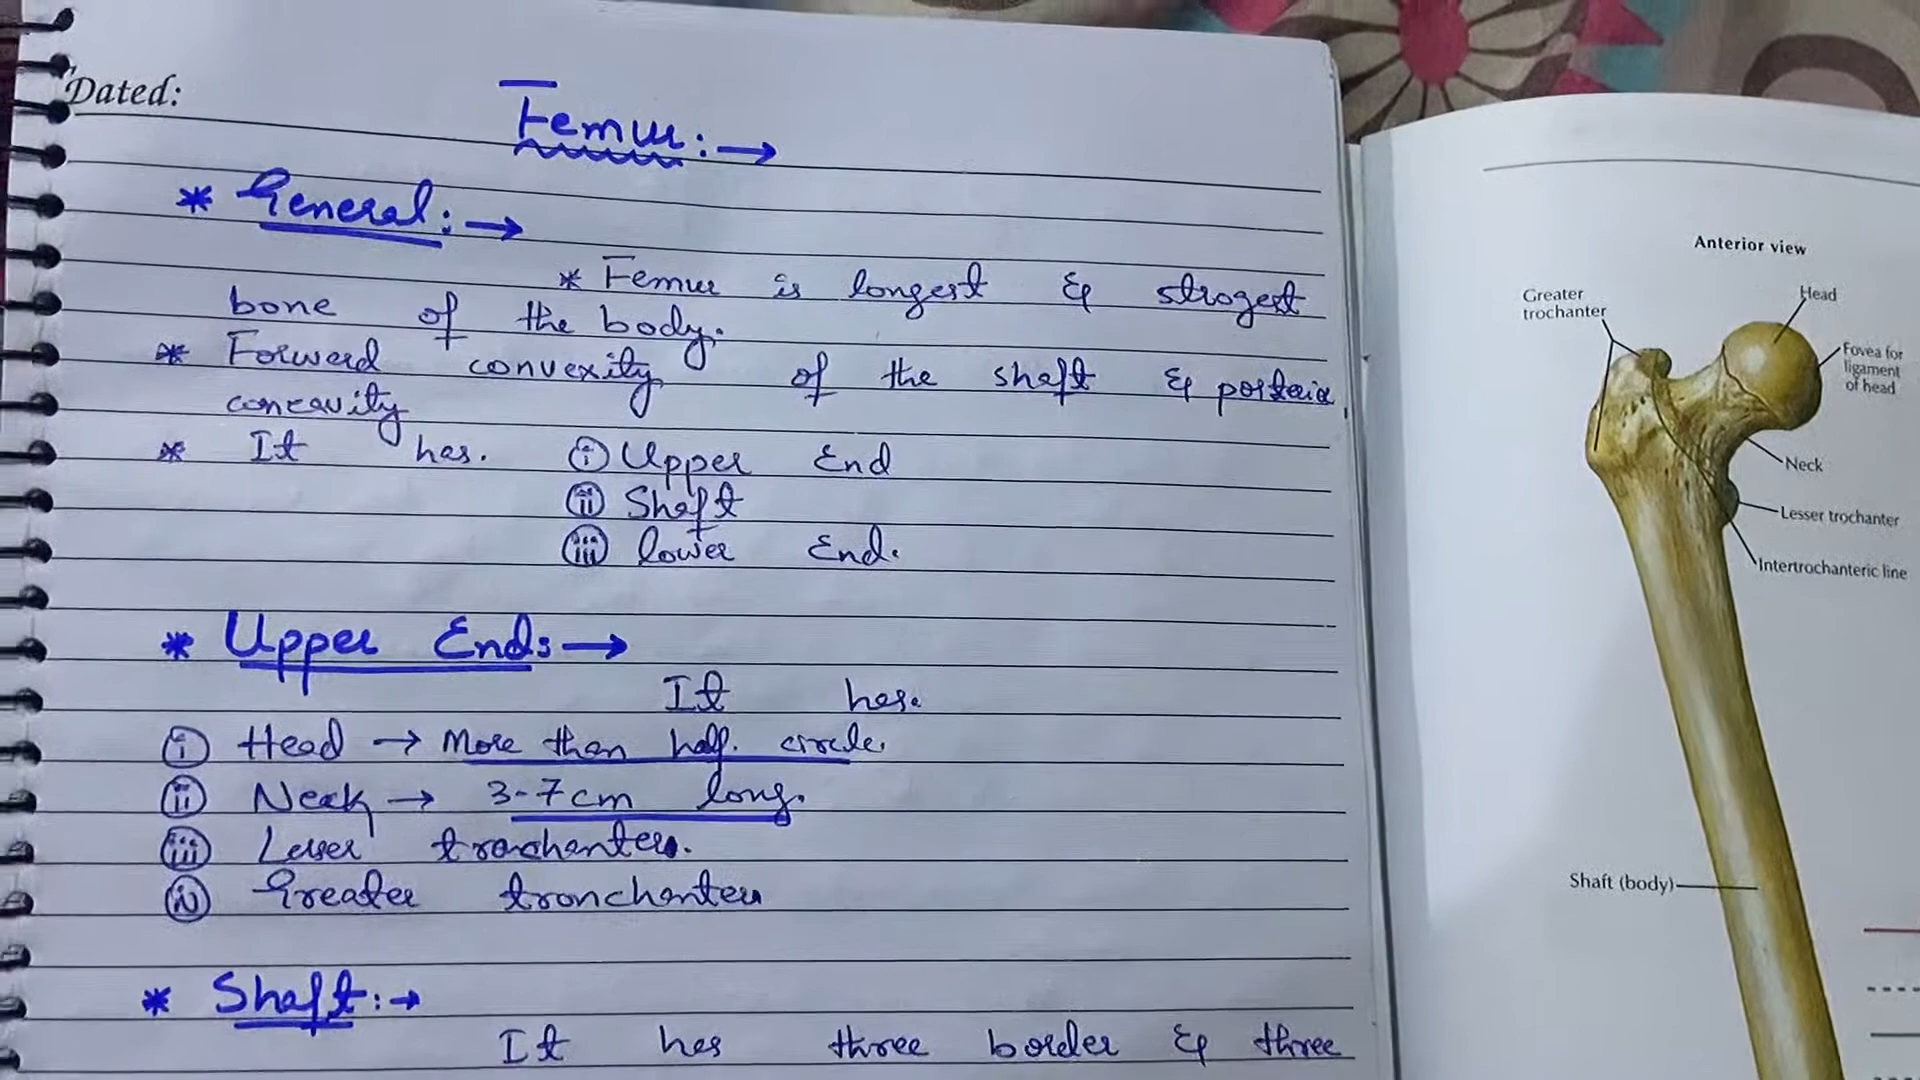 Dated:
Femur:→
* General:→
* Femur is longest & strogest
bone of the body.
* Forward convexity of the shaft & posterior
concavity
* It has. (i) Upper End
(ii) Shaft
(iii) lower End.
* Upper End:→
It has.
(i) Head → More than half. circle.
(ii) Neck → 3-7cm long.
(iii) Lesser trochanter.
(iv) Greater tronchanter
* Shaft:→
It has three border & three
Anterior view
Greater
trochanter
Head
Fovea for
ligament
of head
Neck
Lesser trochanter
Intertrochanteric line
Shaft (body)